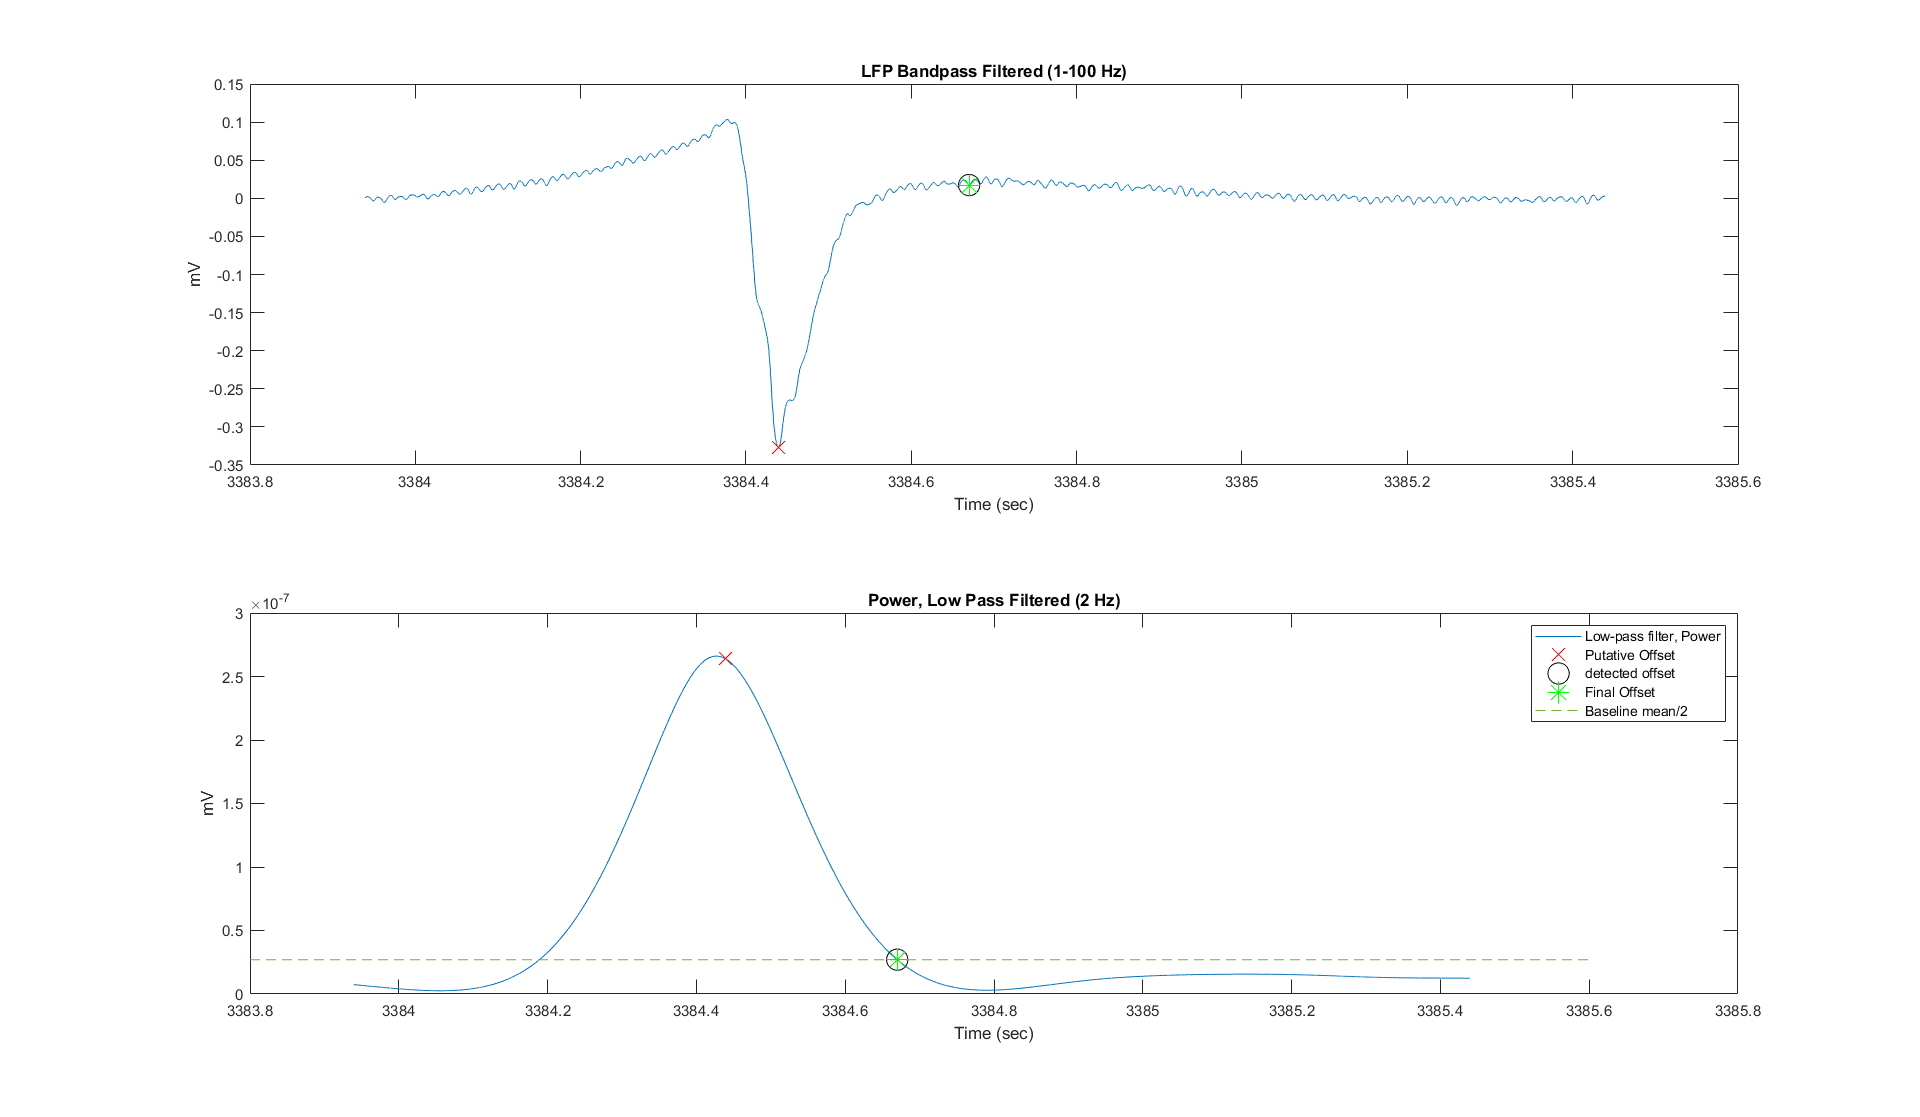 LFP Bandpass Filtered (1-100 Hz)
0.15
0.1
0.05
0
-0.05
-0.1
-0.15
-0.2
-0.25
-0.3
-0.35
mV
3383.8 3384 3384.2 3384.4 3384.6 3384.8 3385 3385.2 3385.4 3385.6
Time (sec)
Power, Low Pass Filtered (2 Hz)
×10-7
3
2.5
2
1.5
1
0.5
0
mV
Low-pass filter, Power
Putative Offset
detected offset
Final Offset
Baseline mean/2
3383.8 3384 3384.2 3384.4 3384.6 3384.8 3385 3385.2 3385.4 3385.6 3385.8
Time (sec)